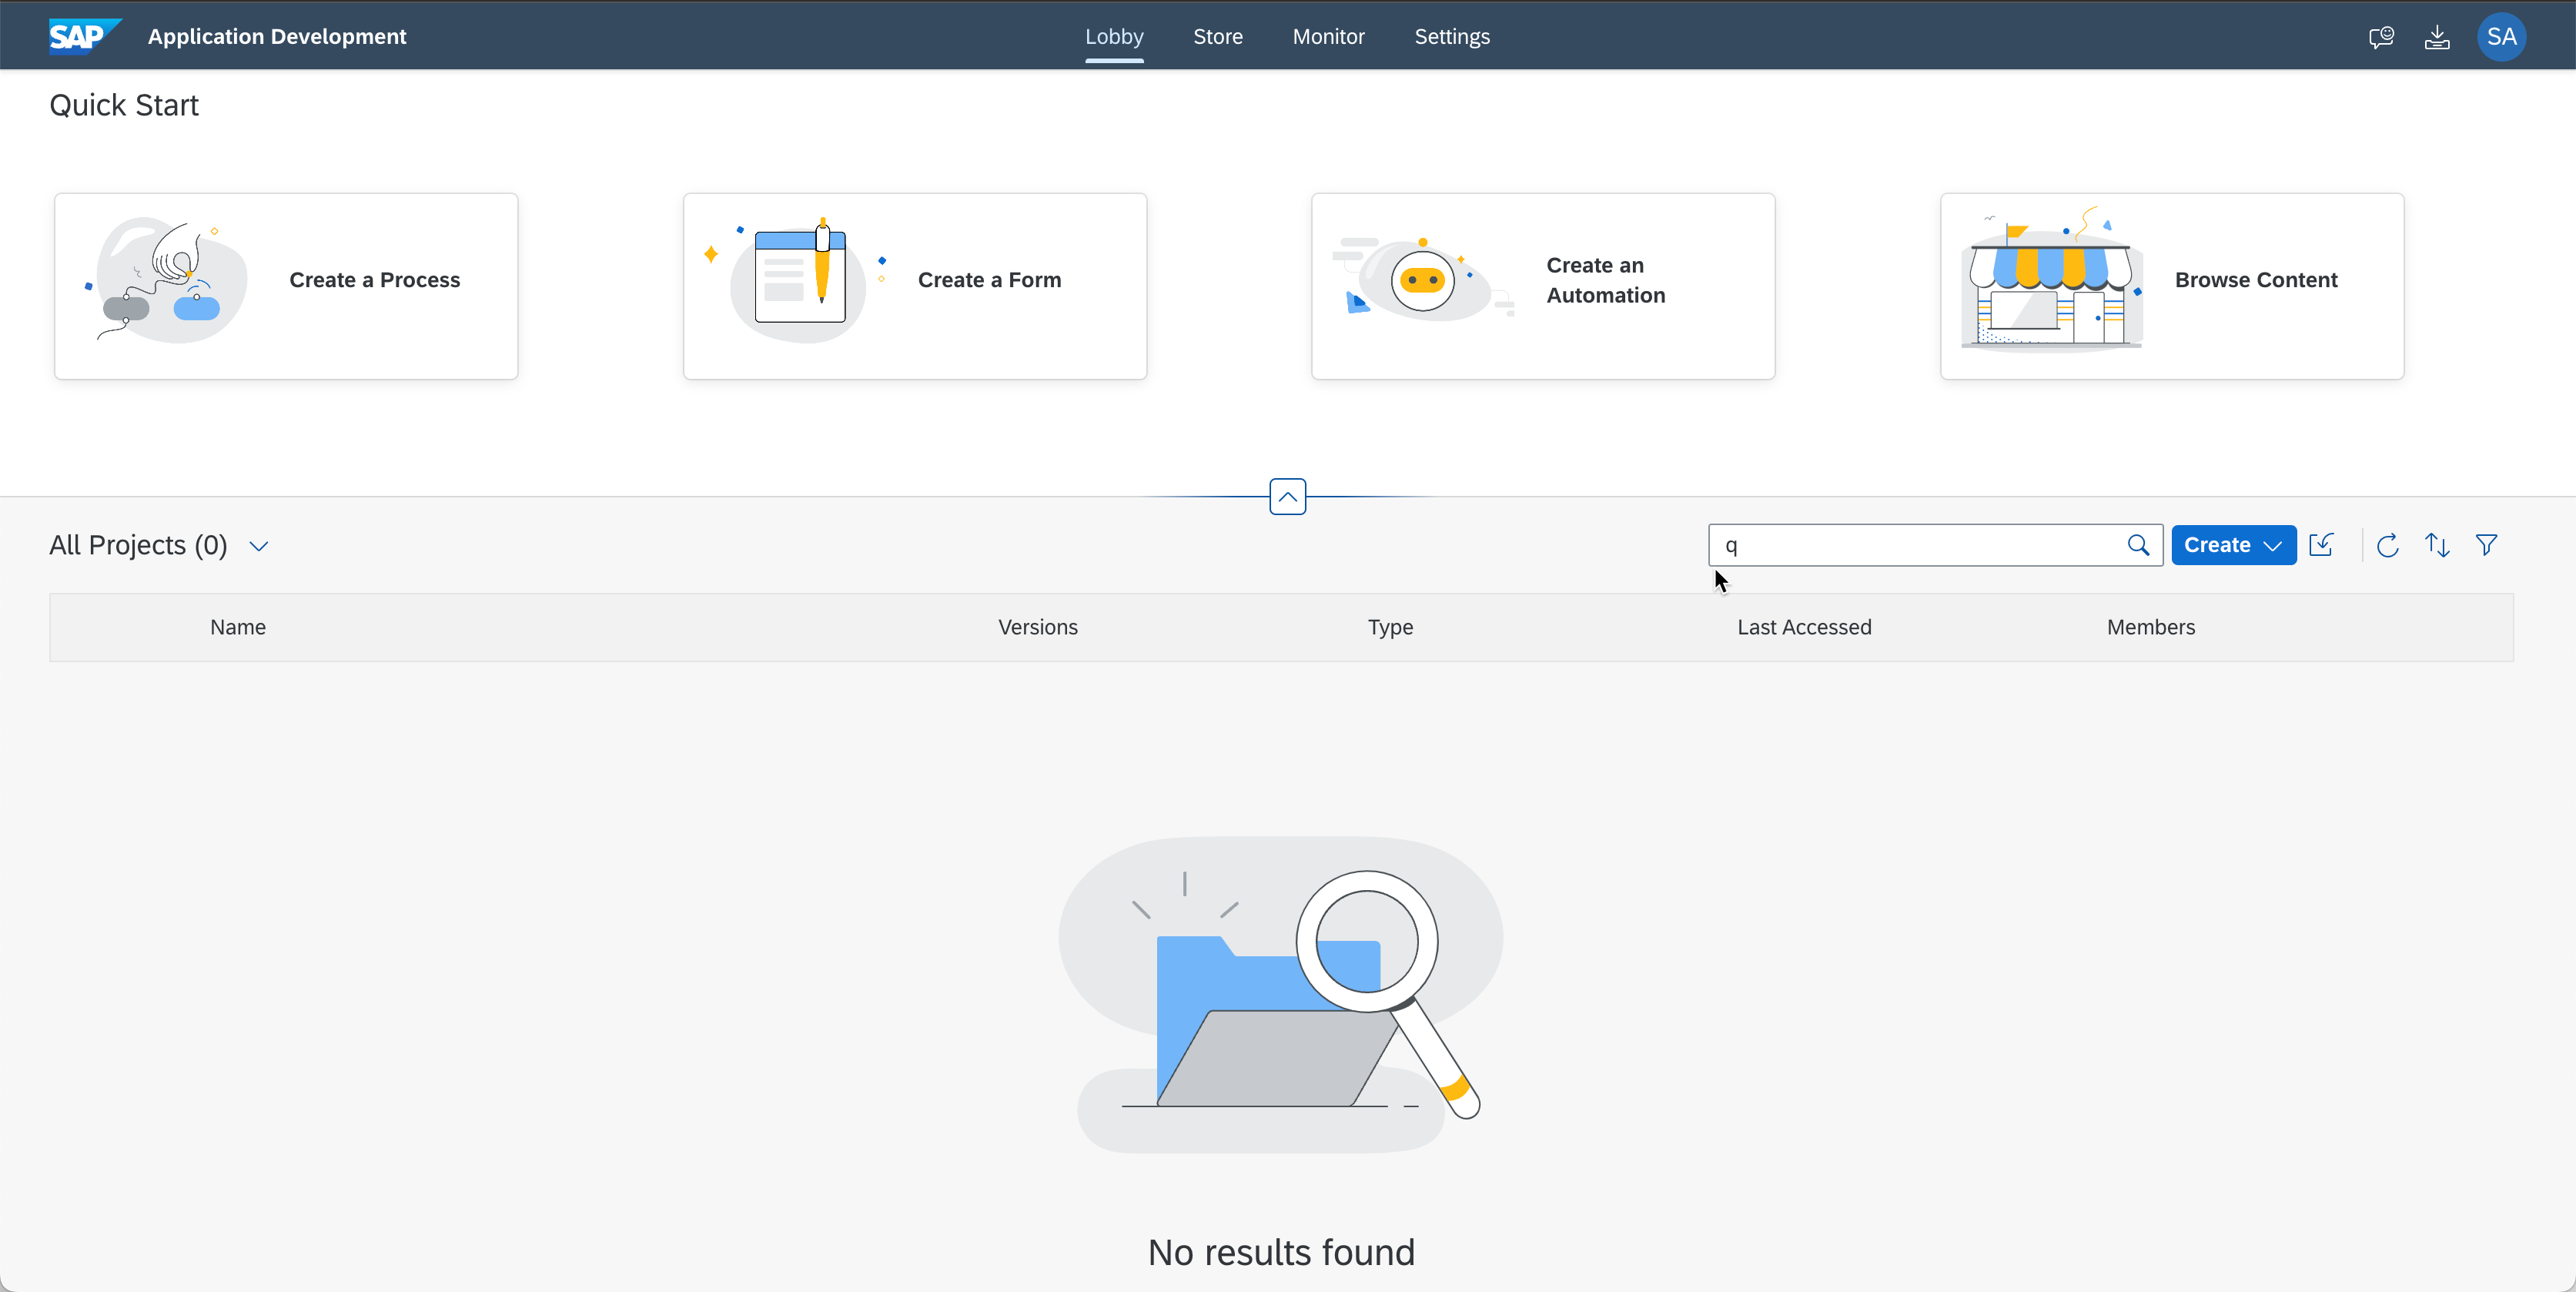 SAP Application Development Lobby Store Monitor Settings SA
Quick Start
Create a Process
Create a Form
Create an
Automation
Browse Content
All Projects (0) q Create
Name Versions Type Last Accessed Members
No results found